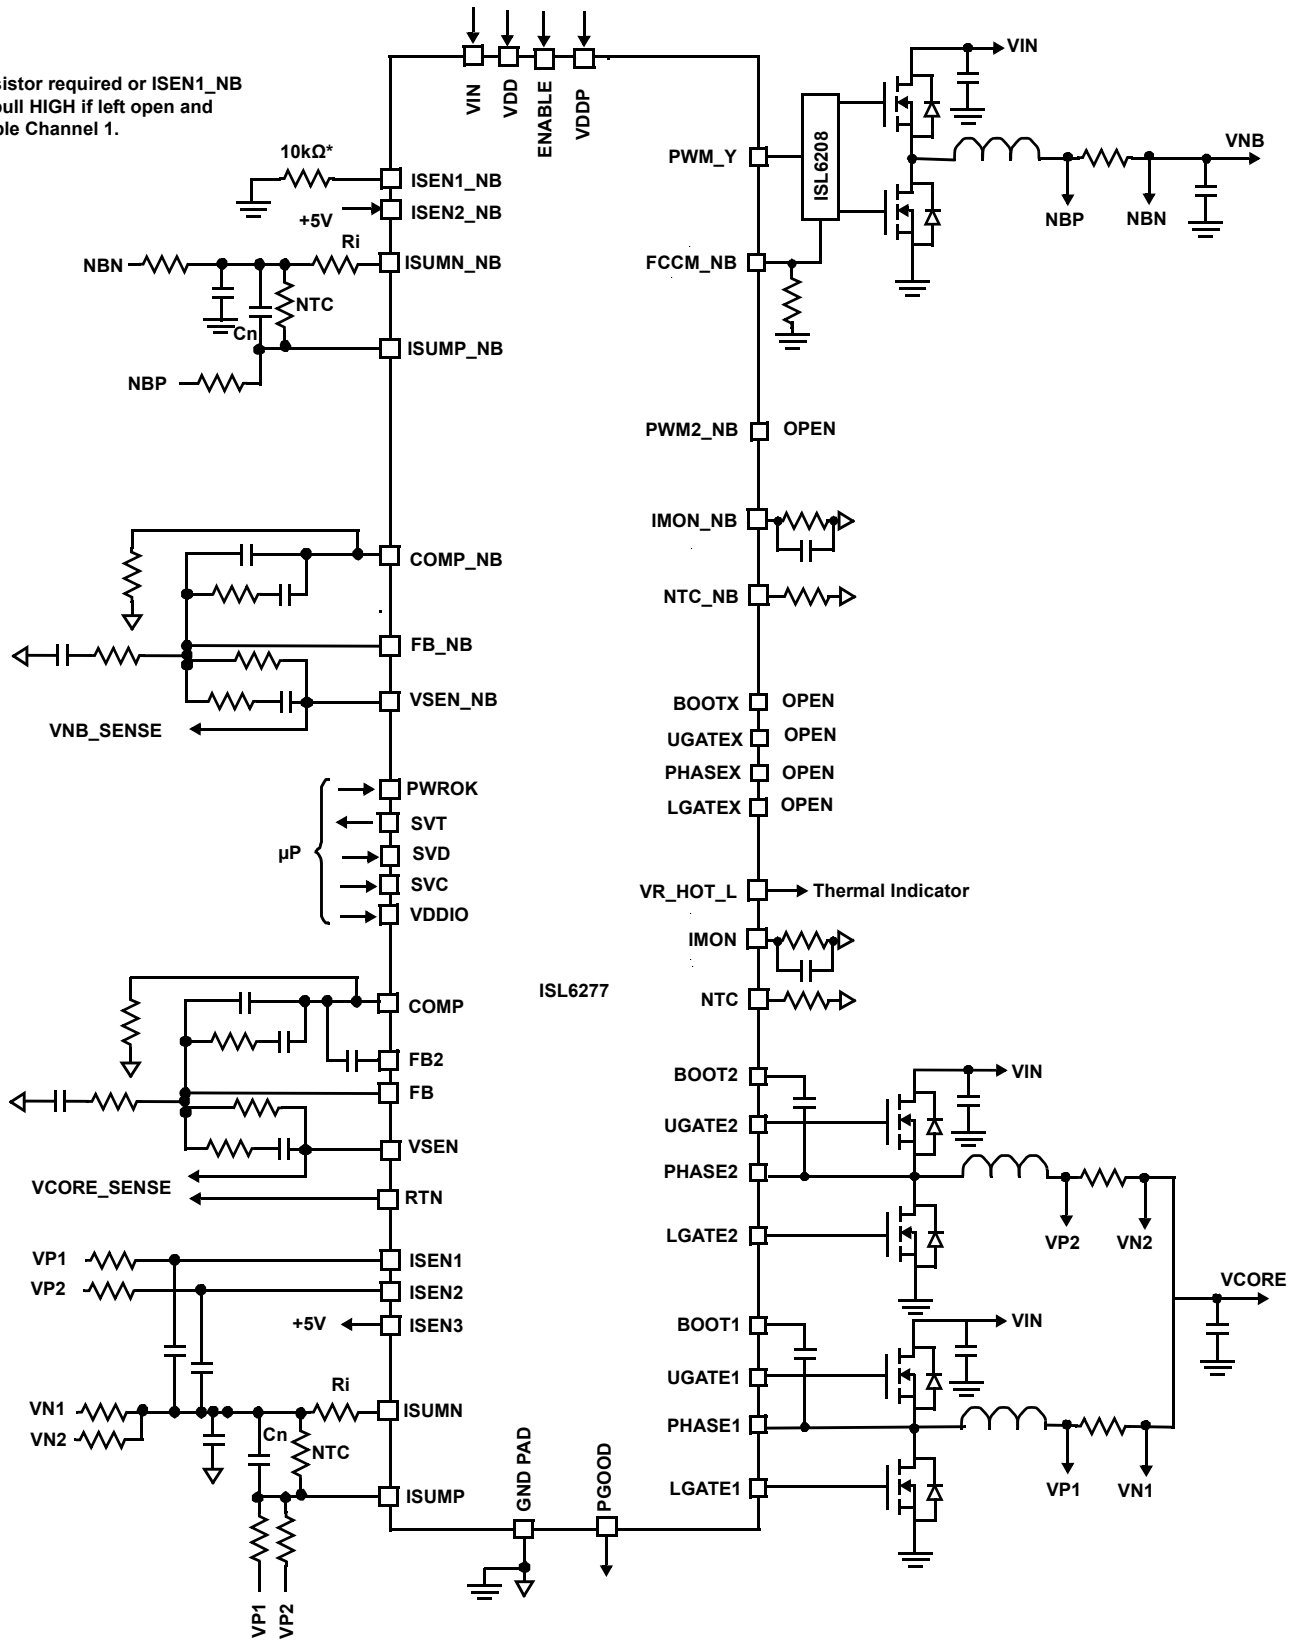 sistor required or ISEN1_NB
pull HIGH if left open and
ple Channel 1.
VIN
VDD
ENABLE
VDDP
10kΩ*
ISEN1_NB
+5V
ISEN2_NB
NBN
Ri
ISUMN_NB
NTC
Cn
ISUMP_NB
NBP
PWM_Y
ISL6208
VIN
VNB
NBP
NBN
FCCM_NB
PWM2_NB
OPEN
IMON_NB
COMP_NB
NTC_NB
FB_NB
VSEN_NB
VNB_SENSE
BOOTX
OPEN
UGATEX
OPEN
PHASEX
OPEN
LGATEX
OPEN
µP
PWROK
SVT
SVD
SVC
VDDIO
VR_HOT_L
Thermal Indicator
IMON
ISL6277
NTC
COMP
FB2
FB
VSEN
VCORE_SENSE
RTN
BOOT2
VIN
UGATE2
PHASE2
LGATE2
VP2
VN2
VCORE
VP1
ISEN1
VP2
ISEN2
+5V
ISEN3
BOOT1
VIN
UGATE1
PHASE1
LGATE1
VP1
VN1
VN1
VN2
Ri
ISUMN
Cn
NTC
ISUMP
VP1
VP2
GND PAD
PGOOD